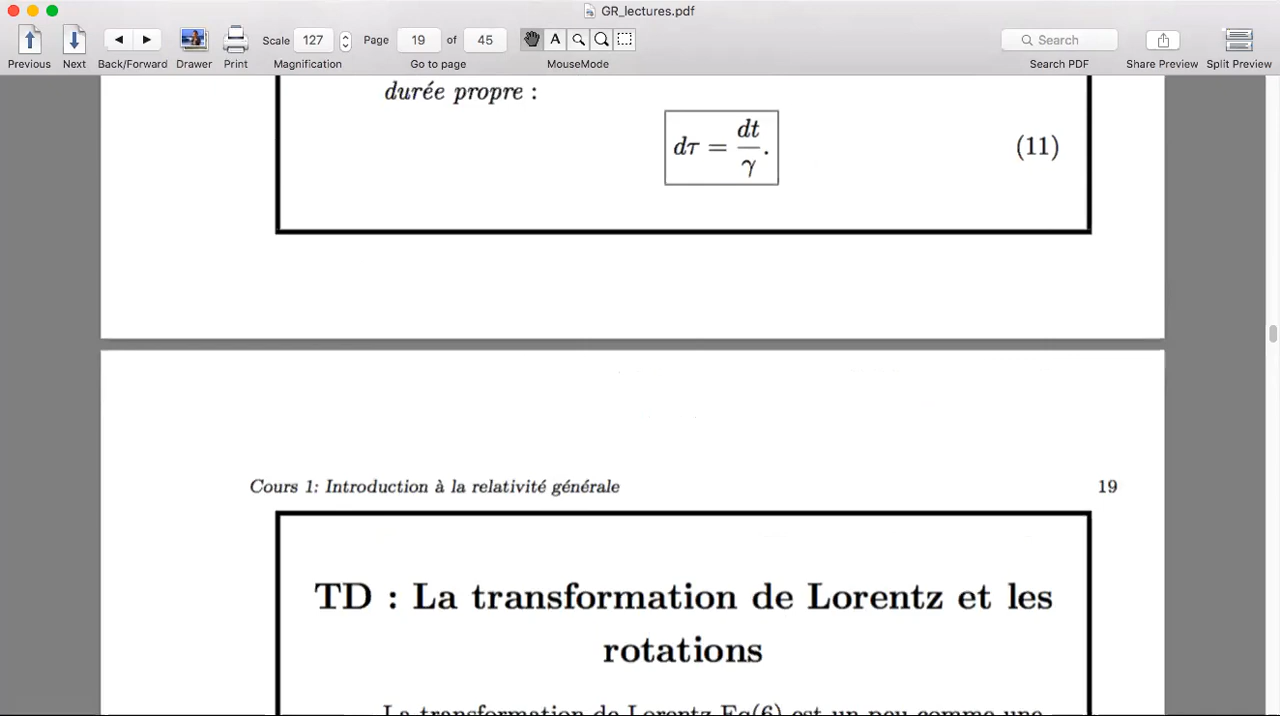 GR_lectures.pdf
Scale 127 Page 19 of 45 A Search
Previous Next Back/Forward Drawer Print Magnification Go to page MouseMode Search PDF Share Preview Split Preview
durée propre :
dτ = dt/γ. (11)
Cours 1: Introduction à la relativité générale 19
TD : La transformation de Lorentz et les
rotations
La transformation de Lorentz Eq(6) est un peu comme une